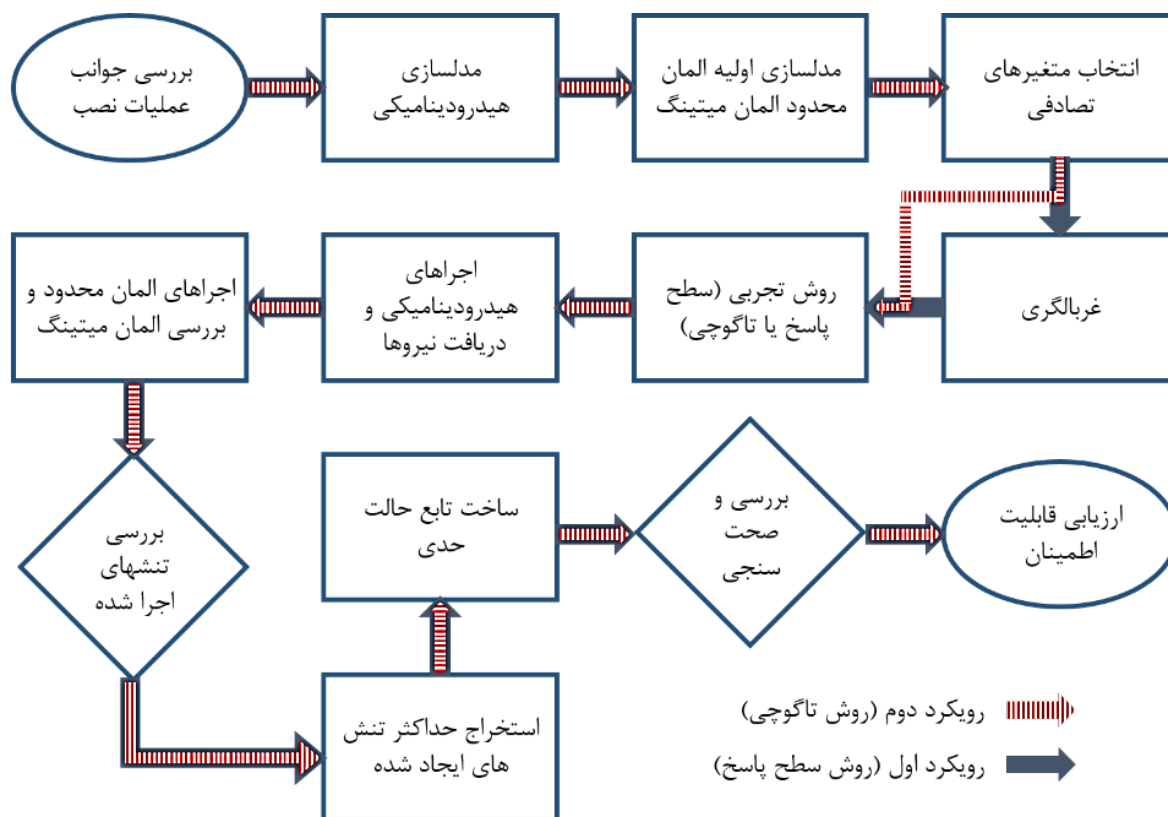 بررسی جوانب
عملیات نصب
مدلسازی
هیدرودینامیکی
مدلسازی اولیه المان
محدود المان میتینگ
انتخاب متغیرهای
تصادفی
غربالگری
روش تجربی (سطح
پاسخ یا تاگوچی)
اجراهای
هیدرودینامیکی و
دریافت نیروها
اجراهای المان محدود و
بررسی المان میتینگ
بررسی
تنشهای
اجرا شده
استخراج حداکثر تنش
های ایجاد شده
ساخت تابع حالت
حدی
بررسی و
صحت
سنجی
ارزیابی قابلیت
اطمینان
رویکرد دوم (روش تاگوچی)
رویکرد اول (روش سطح پاسخ)